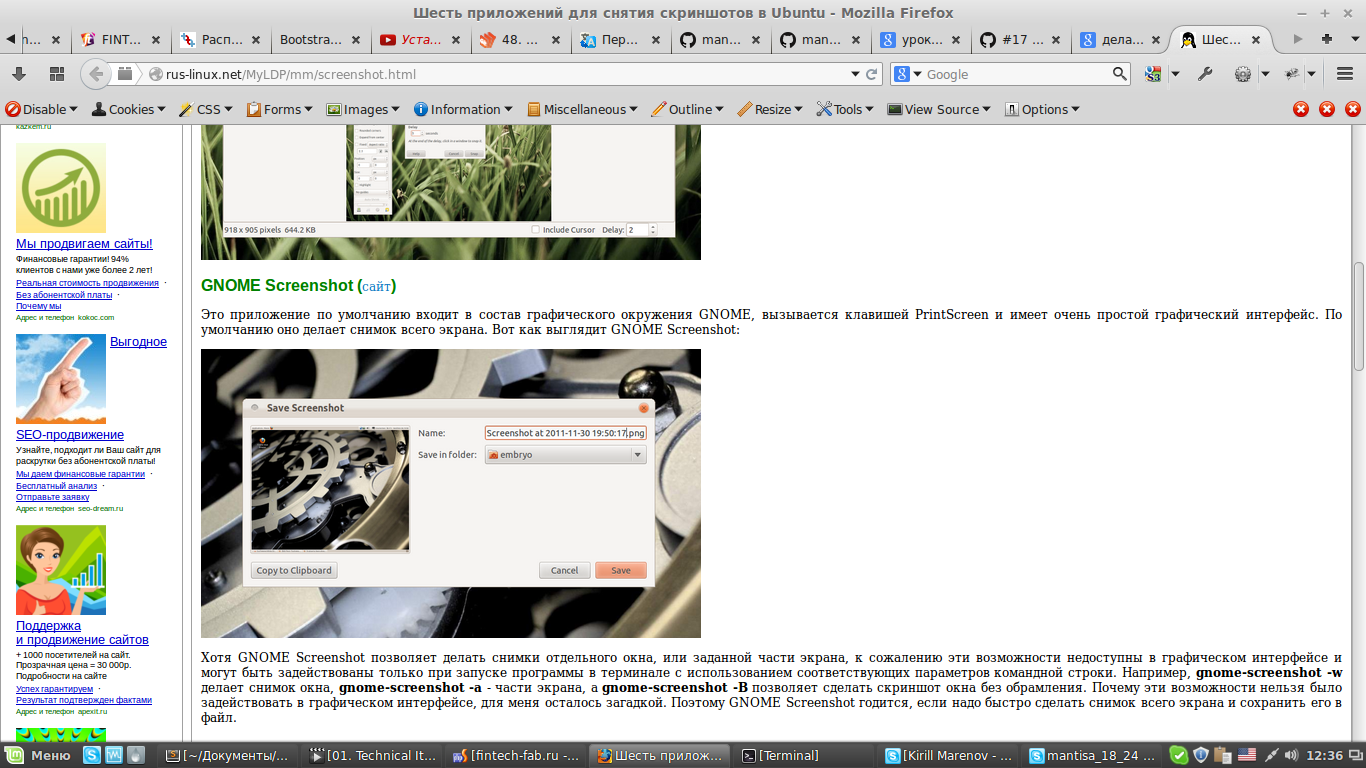 Шесть приложений для снятия скриншотов в Ubuntu - Mozilla Firefox
n... FINT... Расп... Bootstra... Уста... 48. ... Пер... man... man... урок... #17 ... дела... Шес...
rus-linux.net/MyLDP/mm/screenshot.html
Google
Disable Cookies CSS Forms Images Information Miscellaneous Outline Resize Tools View Source Options
kazkem.ru
Мы продвигаем сайты!
Финансовые гарантии! 94%
клиентов с нами уже более 2 лет!
Реальная стоимость продвижения ·
Без абонентской платы ·
Почему мы
Адрес и телефон kokoc.com
Выгодное
SEO-продвижение
Узнайте, подходит ли Ваш сайт для
раскрутки без абонентской платы!
Мы даем финансовые гарантии ·
Бесплатный анализ ·
Отправьте заявку
Адрес и телефон seo-dream.ru
Поддержка
и продвижение сайтов
+ 1000 посетителей на сайт.
Прозрачная цена = 30 000р.
Подробности на сайте
Успех гарантируем ·
Результат подтвержден фактами
Адрес и телефон apexit.ru
918 x 905 pixels 644.2 KB
Include Cursor Delay: 2
GNOME Screenshot (сайт)
Это приложение по умолчанию входит в состав графического окружения GNOME, вызывается клавишей PrintScreen и имеет очень простой графический интерфейс. По
умолчанию оно делает снимок всего экрана. Вот как выглядит GNOME Screenshot:
Save Screenshot
Name: Screenshot at 2011-11-30 19:50:17.png
Save in folder: embryo
Copy to Clipboard Cancel Save
Хотя GNOME Screenshot позволяет делать снимки отдельного окна, или заданной части экрана, к сожалению эти возможности недоступны в графическом интерфейсе и
могут быть задействованы только при запуске программы в терминале с использованием соответствующих параметров командной строки. Например, gnome-screenshot -w
делает снимок окна, gnome-screenshot -a - части экрана, а gnome-screenshot -B позволяет сделать скриншот окна без обрамления. Почему эти возможности нельзя было
задействовать в графическом интерфейсе, для меня осталось загадкой. Поэтому GNOME Screenshot годится, если надо быстро сделать снимок всего экрана и сохранить его в
файл.
Меню [~/Документы/... [01. Technical It... [fintech-fab.ru -... Шесть прилож... [Terminal] [Kirill Marenov - ... mantisa_18_24 ... 12:36